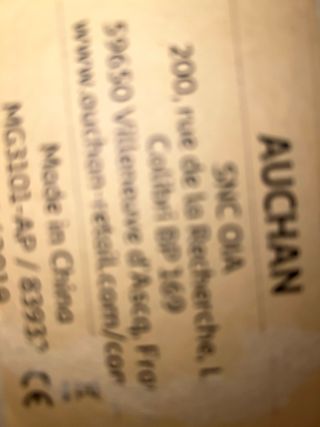 AUCHAN
SNC OIA
200, rue de la Recherche, L
Colibri BP 169
59650 Villeneuve d'Ascq, Fra
www.auchan-retail.com/con
Made in China
MG3101-AP / 8393
CE